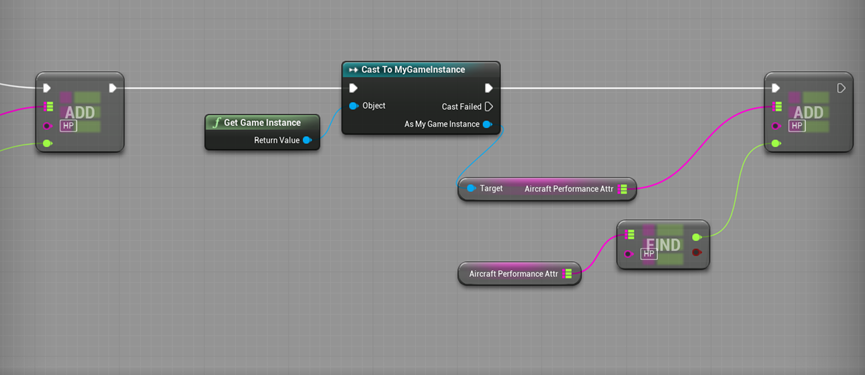 ADD
HP
Get Game Instance
Return Value
Cast To MyGameInstance
Object
Cast Failed
As My Game Instance
Target Aircraft Performance Attr
Aircraft Performance Attr
FIND
HP
ADD
HP